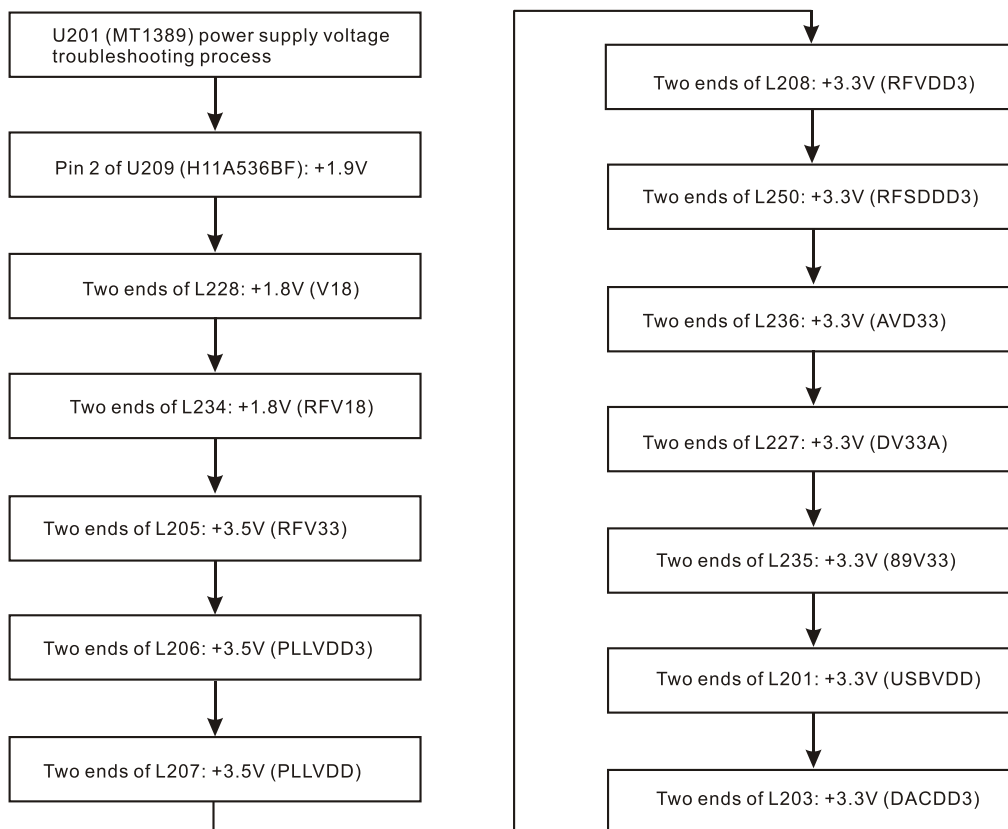 U201 (MT1389) power supply voltage
troubleshooting process
Pin 2 of U209 (H11A536BF): +1.9V
Two ends of L228: +1.8V (V18)
Two ends of L234: +1.8V (RFV18)
Two ends of L205: +3.5V (RFV33)
Two ends of L206: +3.5V (PLLVDD3)
Two ends of L207: +3.5V (PLLVDD)
Two ends of L208: +3.3V (RFVDD3)
Two ends of L250: +3.3V (RFSDDD3)
Two ends of L236: +3.3V (AVD33)
Two ends of L227: +3.3V (DV33A)
Two ends of L235: +3.3V (89V33)
Two ends of L201: +3.3V (USBVDD)
Two ends of L203: +3.3V (DACDD3)